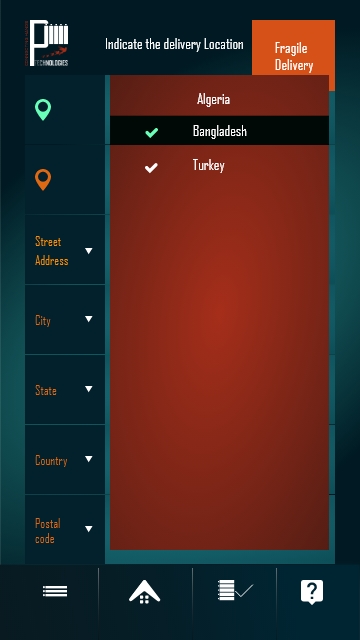 TECHNOLOGIES
Indicate the delivery Location
Fragile
Delivery
Algeria
Bangladesh
Turkey
Street
Address
City
State
Country
Postal
code
?